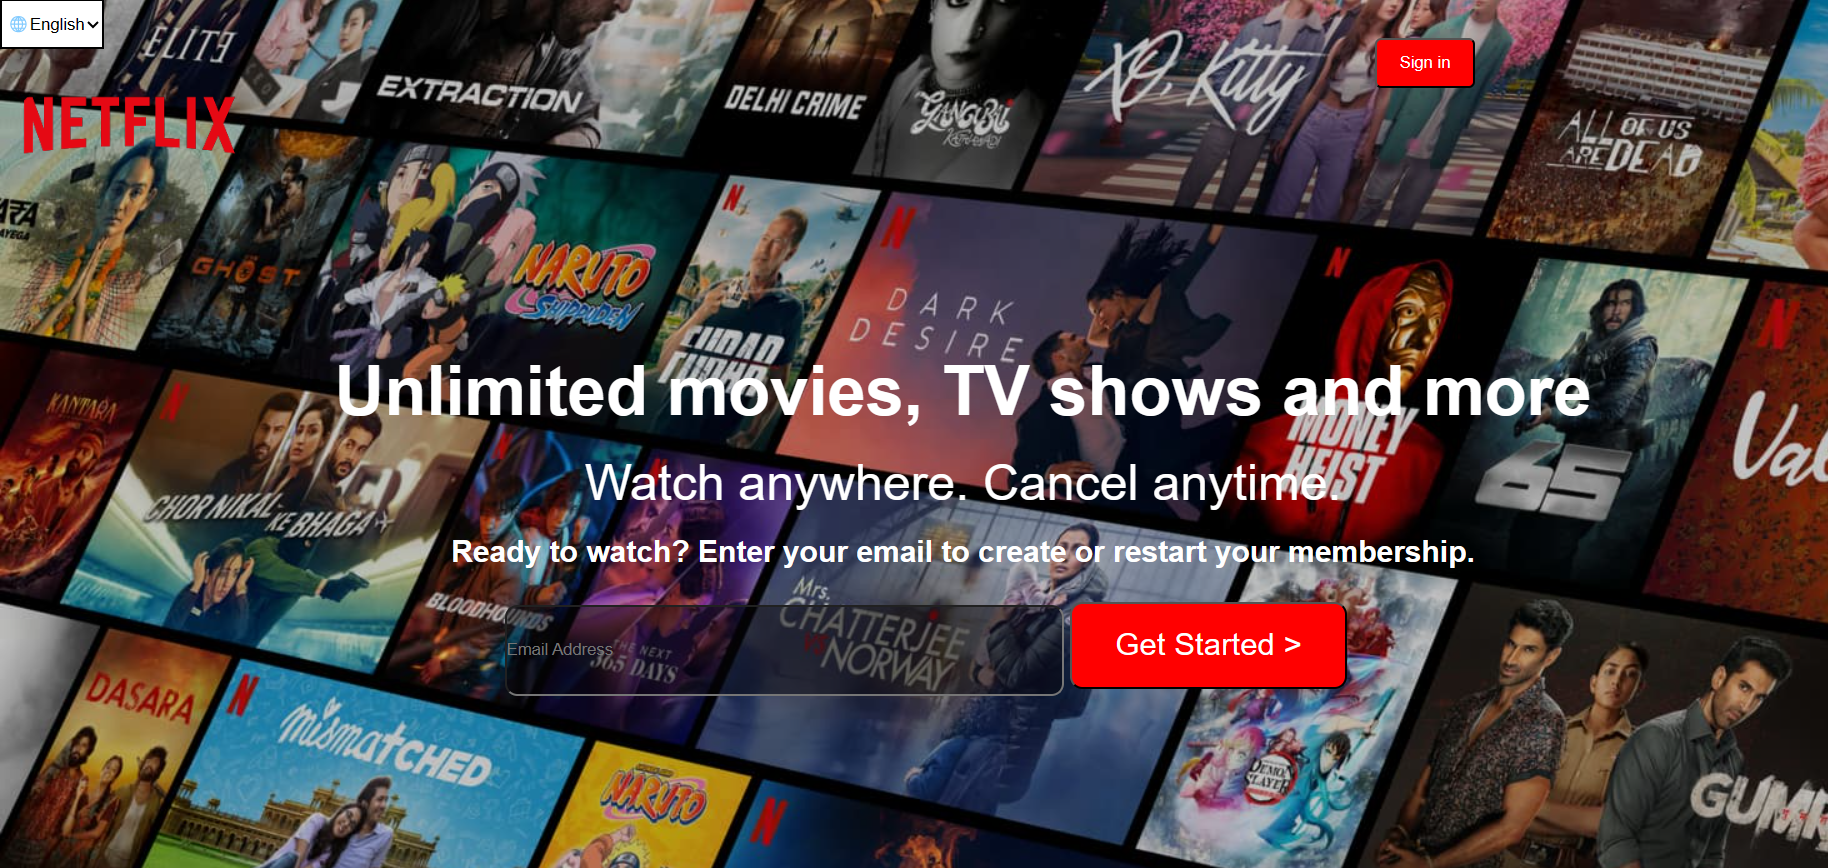 English
Sign in
NETFLIX
ELITE
EXTRACTION
DELHI CRIME
GANGUBAI
KATHIAWADI
XO, Kitty
ALL OF US
ARE DEAD
THE
GHOST
NARUTO
SHIPPUDEN
N
DARK
DESIRE
N
N
N
KANTARA
N
CHOR NIKAL-
KE BHAGA
MONEY
HEIST
65
Unlimited movies, TV shows and more
Watch anywhere. Cancel anytime.
Ready to watch? Enter your email to create or restart your membership.
BLOODHOUNDS
Email Address
THE NEXT
365 DAYS
Mrs.
CHATTERJEE
VS
NORWAY
Get Started >
DASARA
N
mismatched
NARUTO
N
DEMON
SLAYER